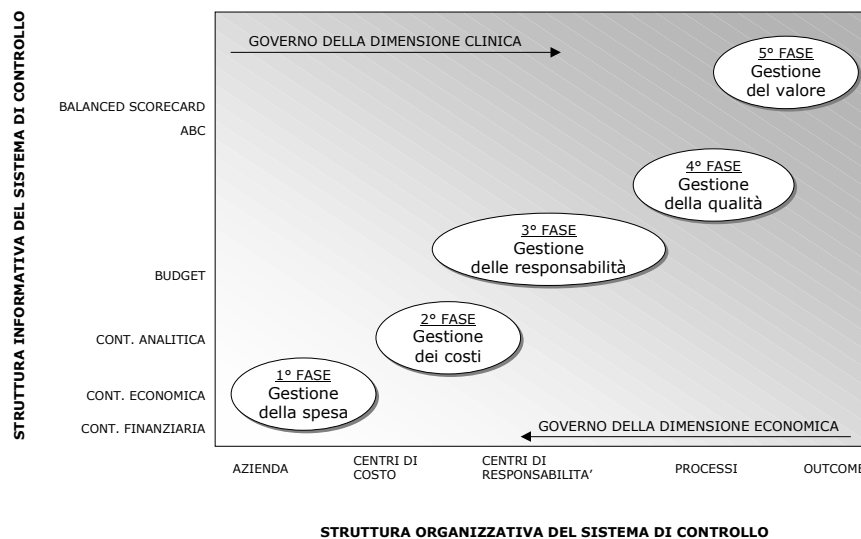 STRUTTURA INFORMATIVA DEL SISTEMA DI CONTROLLO
GOVERNO DELLA DIMENSIONE CLINICA
5° FASE
Gestione
del valore
BALANCED SCORECARD
ABC
4° FASE
Gestione
della qualità
3° FASE
Gestione
delle responsabilità
BUDGET
2° FASE
Gestione
dei costi
CONT. ANALITICA
1° FASE
Gestione
della spesa
CONT. ECONOMICA
CONT. FINANZIARIA
GOVERNO DELLA DIMENSIONE ECONOMICA
AZIENDA
CENTRI DI
COSTO
CENTRI DI
RESPONSABILITA’
PROCESSI
OUTCOME
STRUTTURA ORGANIZZATIVA DEL SISTEMA DI CONTROLLO